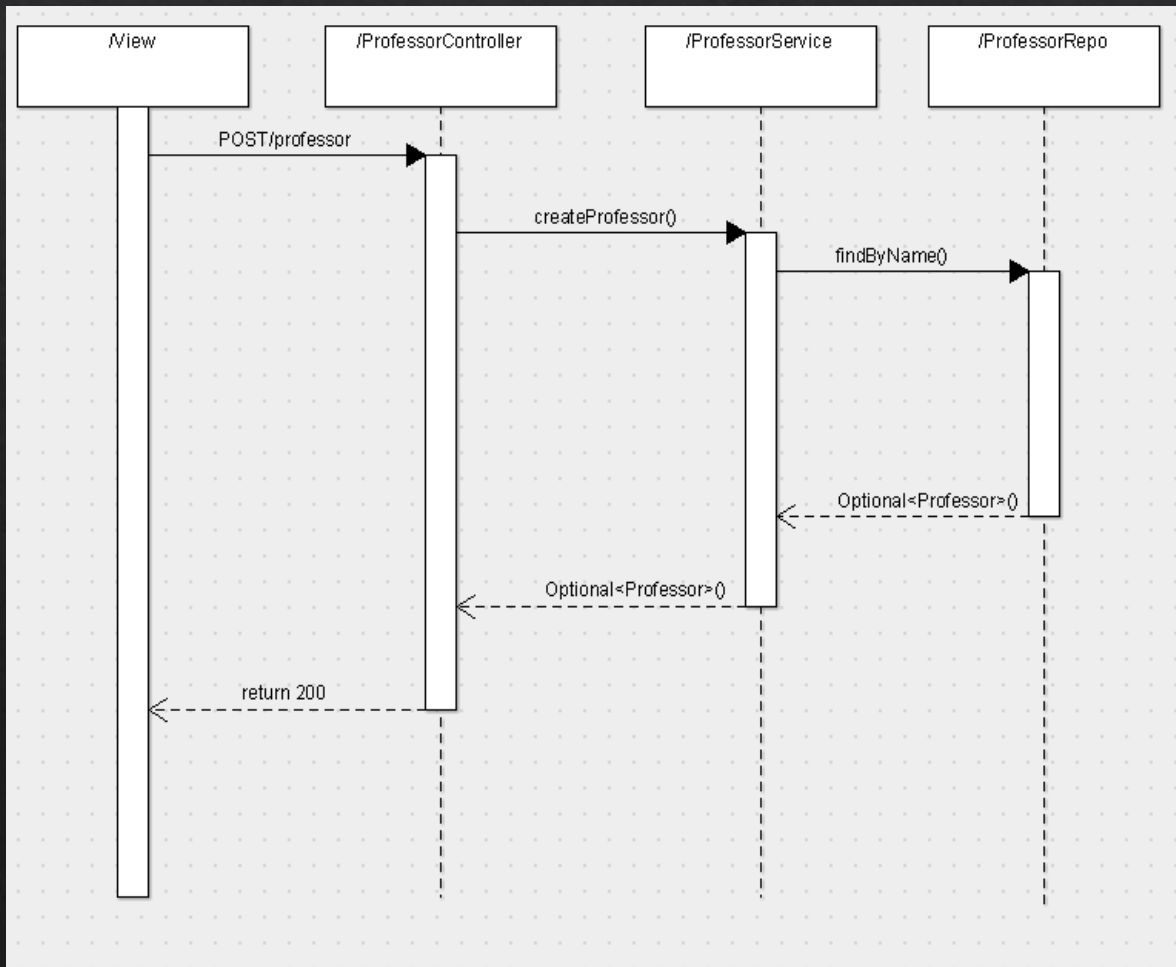 /View
/ProfessorController
/ProfessorService
/ProfessorRepo
POST/professor
createProfessor()
findByName()
Optional<Professor>()
Optional<Professor>()
return 200